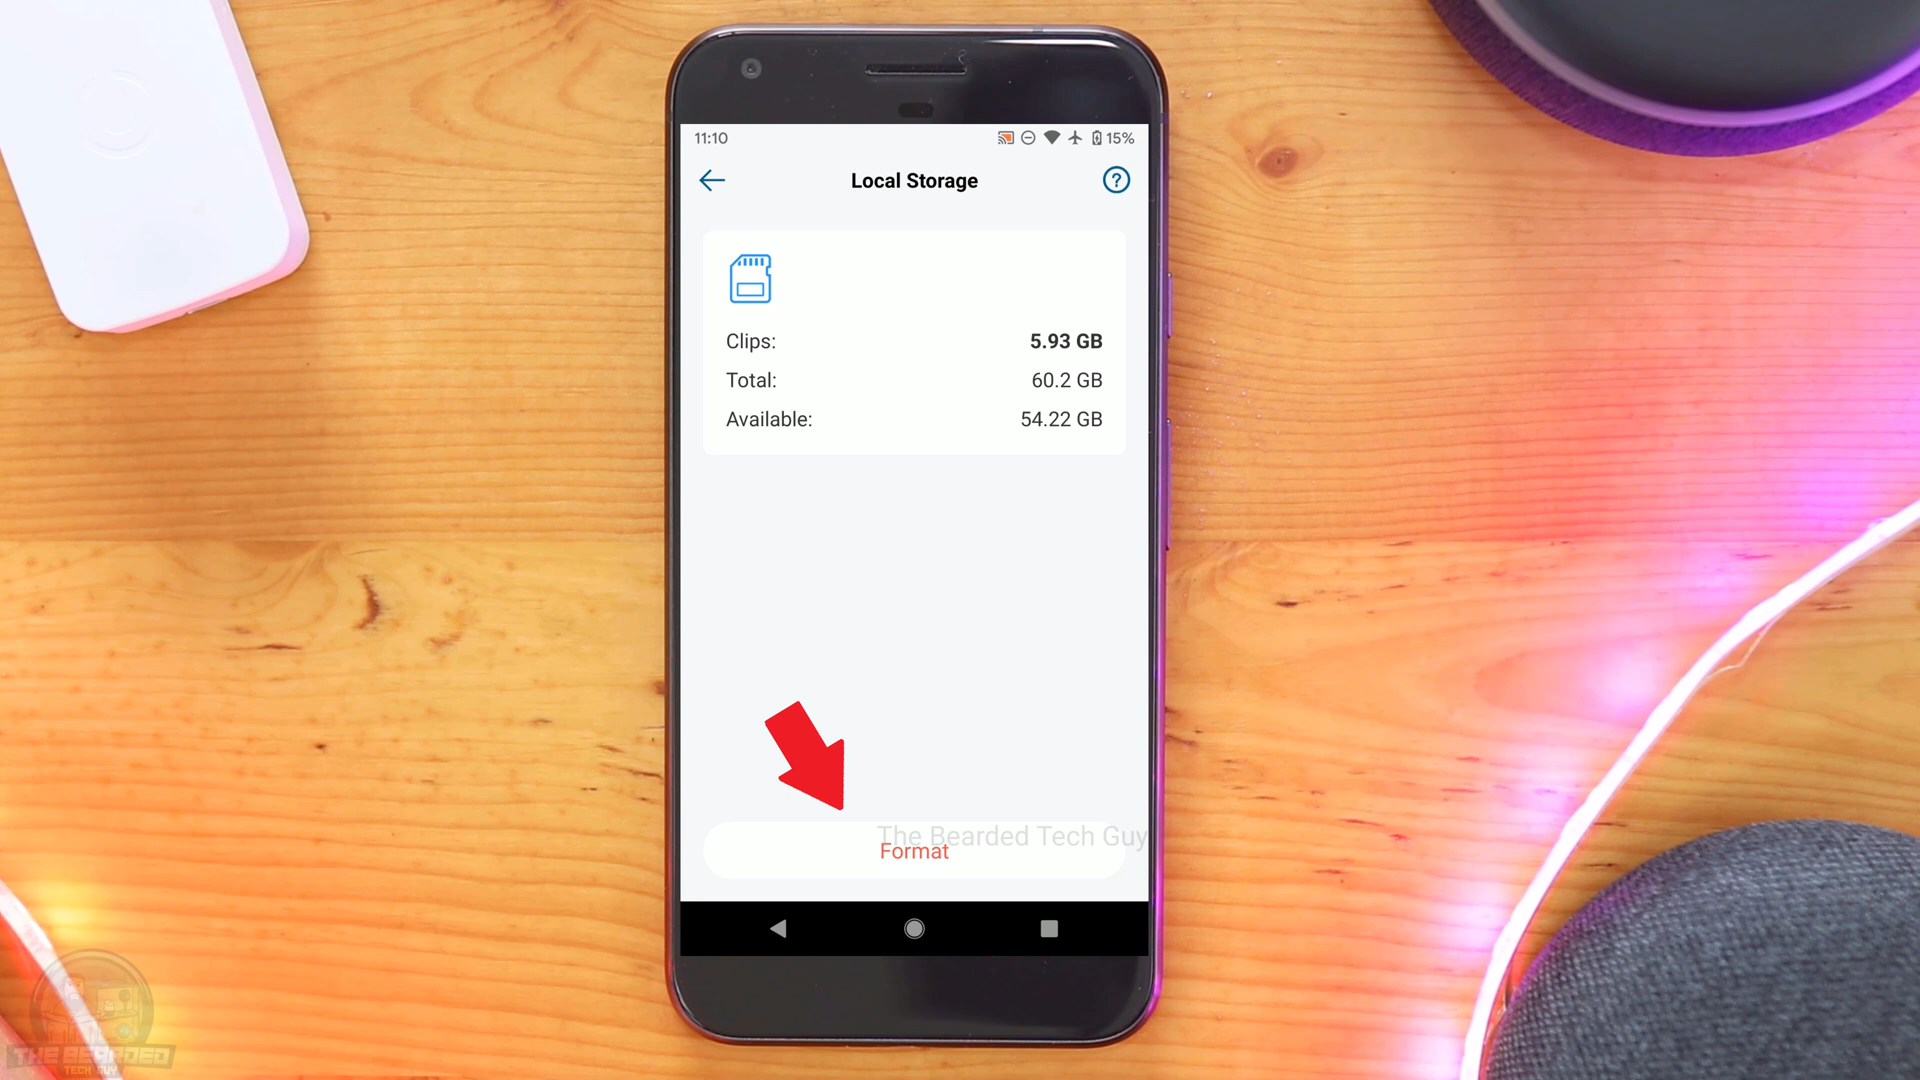 11:10 15%
Local Storage
Clips: 5.93 GB
Total: 60.2 GB
Available: 54.22 GB
The Bearded Tech Guy
Format
THE BEARDED
TECH GUY